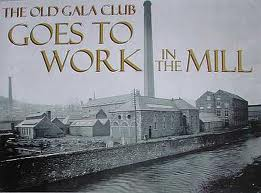 THE OLD GALA CLUB
GOES TO
WORK IN THE MILL